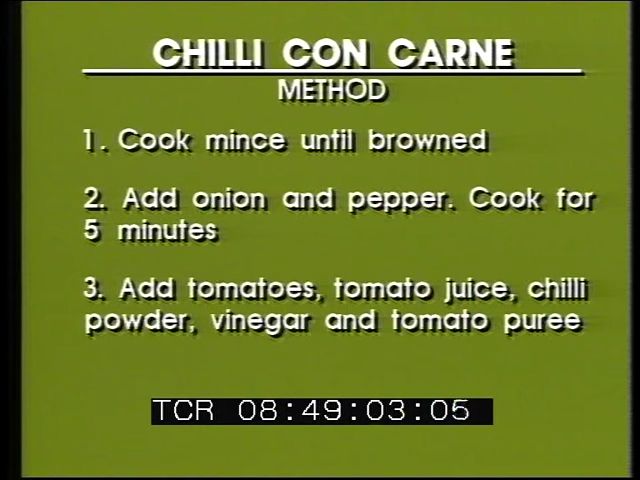 CHILLI CON CARNE
METHOD
1. Cook mince until browned
2. Add onion and pepper. Cook for
5 minutes
3. Add tomatoes, tomato juice, chilli
powder, vinegar and tomato puree
TCR 08:49:03:05